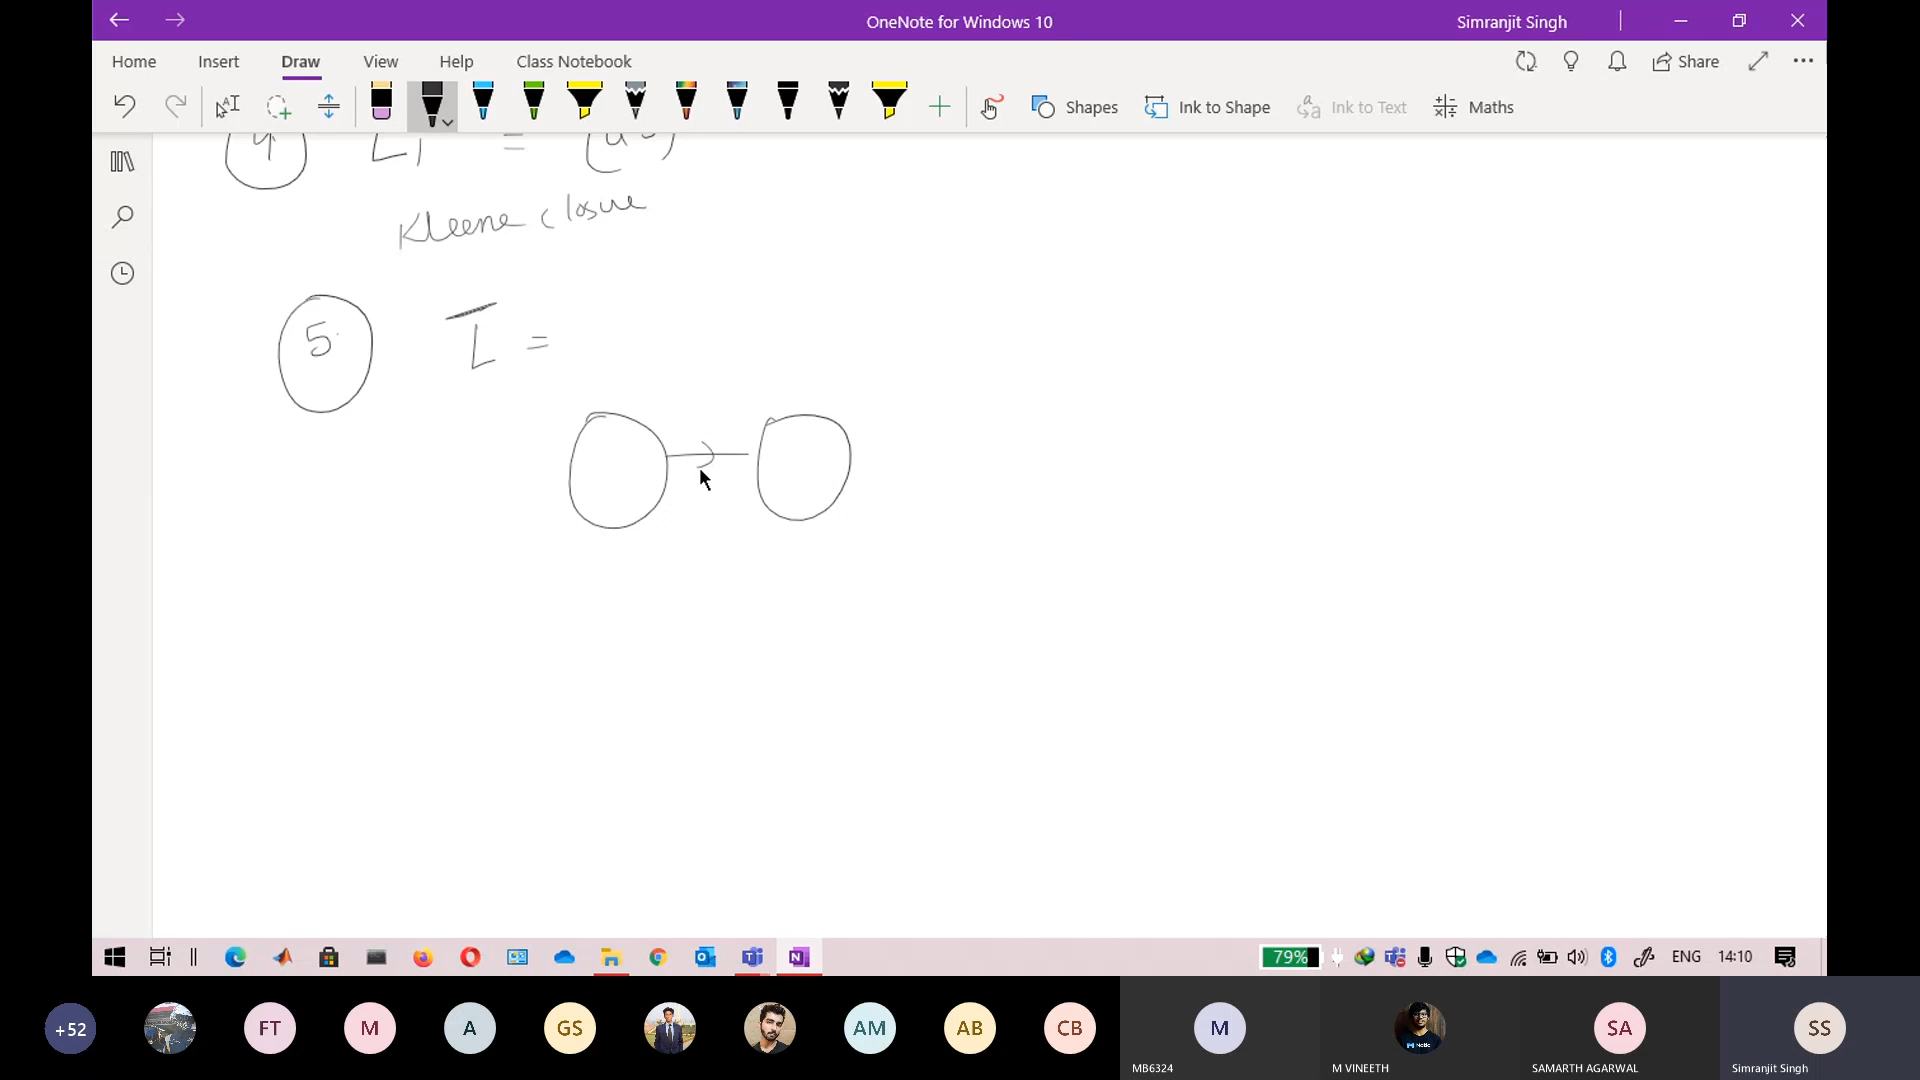 OneNote for Windows 10
Simranjit Singh
Home Insert Draw View Help Class Notebook
Share
Shapes Ink to Shape Ink to Text Maths
4 L1 =
Kleene closure
5. L =
79% ENG 14:10
+52 FT M A GS AM AB CB M SA SS
MB6324 M VINEETH SAMARTH AGARWAL Simranjit Singh